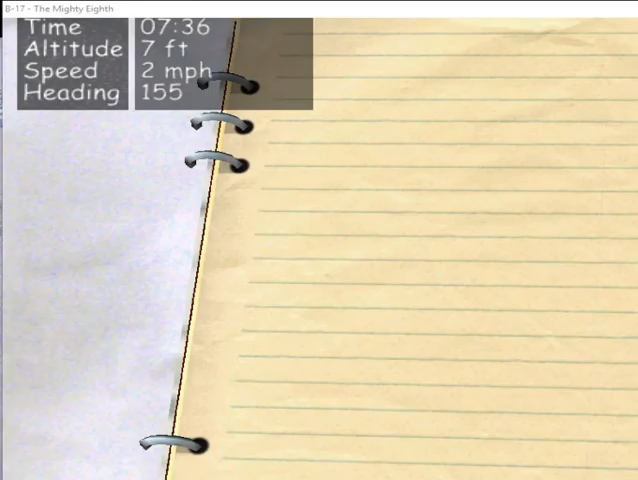 B-17 - The Mighty Eighth
Time 07:36
Altitude 7 ft
Speed 2 mph
Heading 155